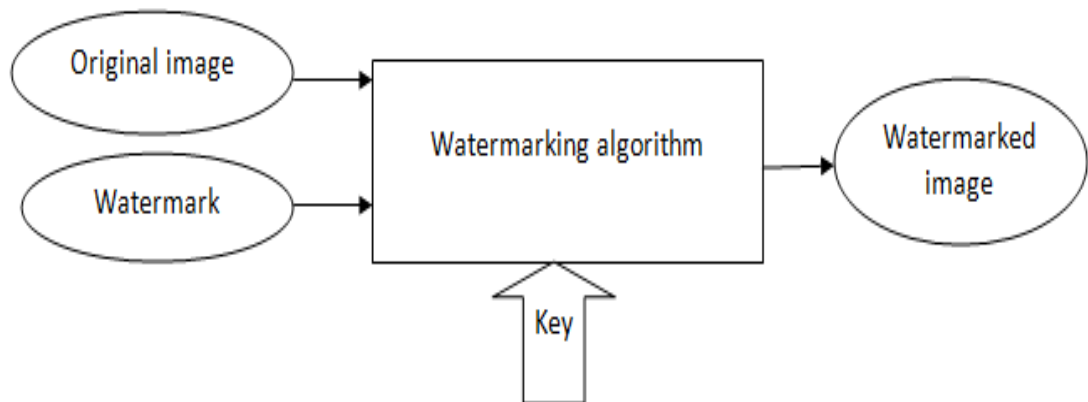 Original image
Watermark
Watermarking algorithm
Key
Watermarked
image